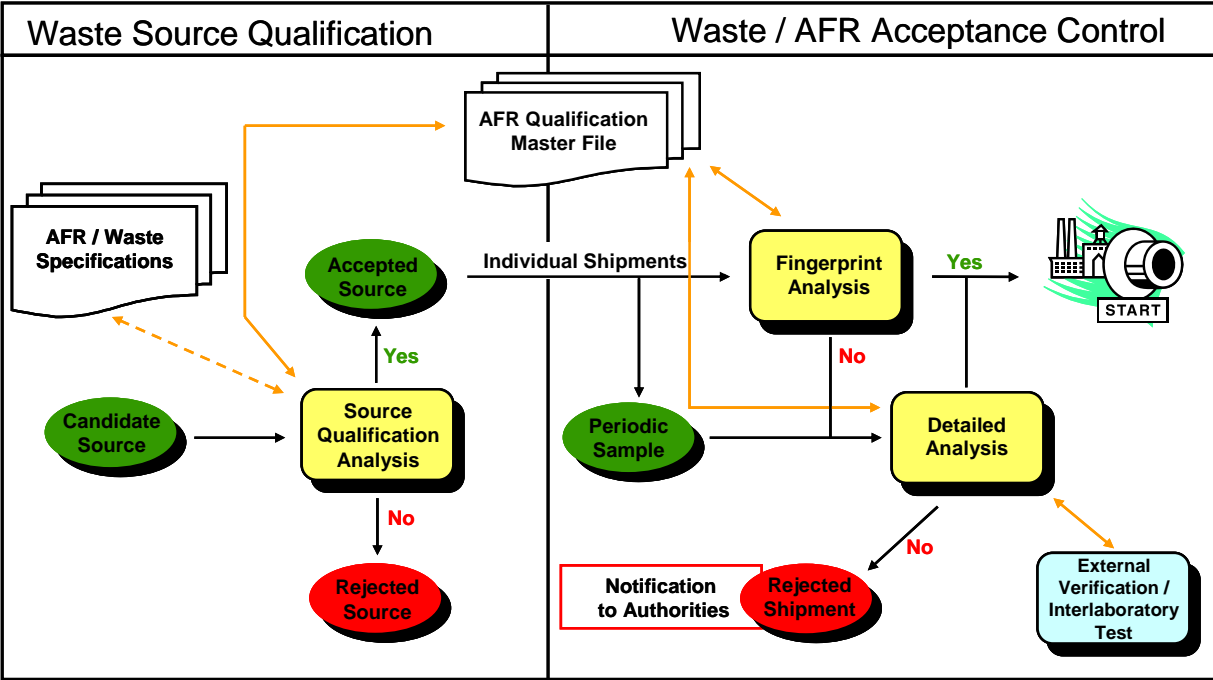 Waste Source Qualification
Waste / AFR Acceptance Control
AFR Qualification
Master File
AFR / Waste
Specifications
Accepted
Source
Individual Shipments
Fingerprint
Analysis
Yes
START
Yes
No
Candidate
Source
Source
Qualification
Analysis
Periodic
Sample
Detailed
Analysis
No
No
Rejected
Source
Notification
to Authorities
Rejected
Shipment
External
Verification /
Interlaboratory
Test